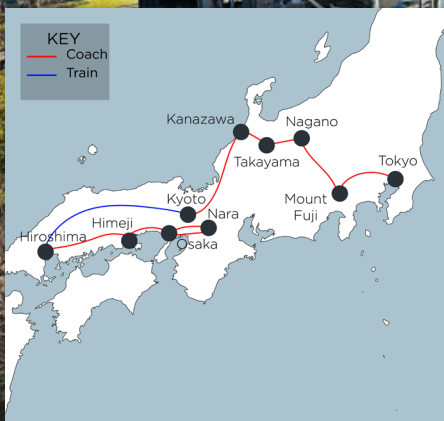 KEY
Coach
Train
Kanazawa
Nagano
Takayama
Tokyo
Kyoto
Nara
Mount
Fuji
Himeji
Hiroshima
Osaka